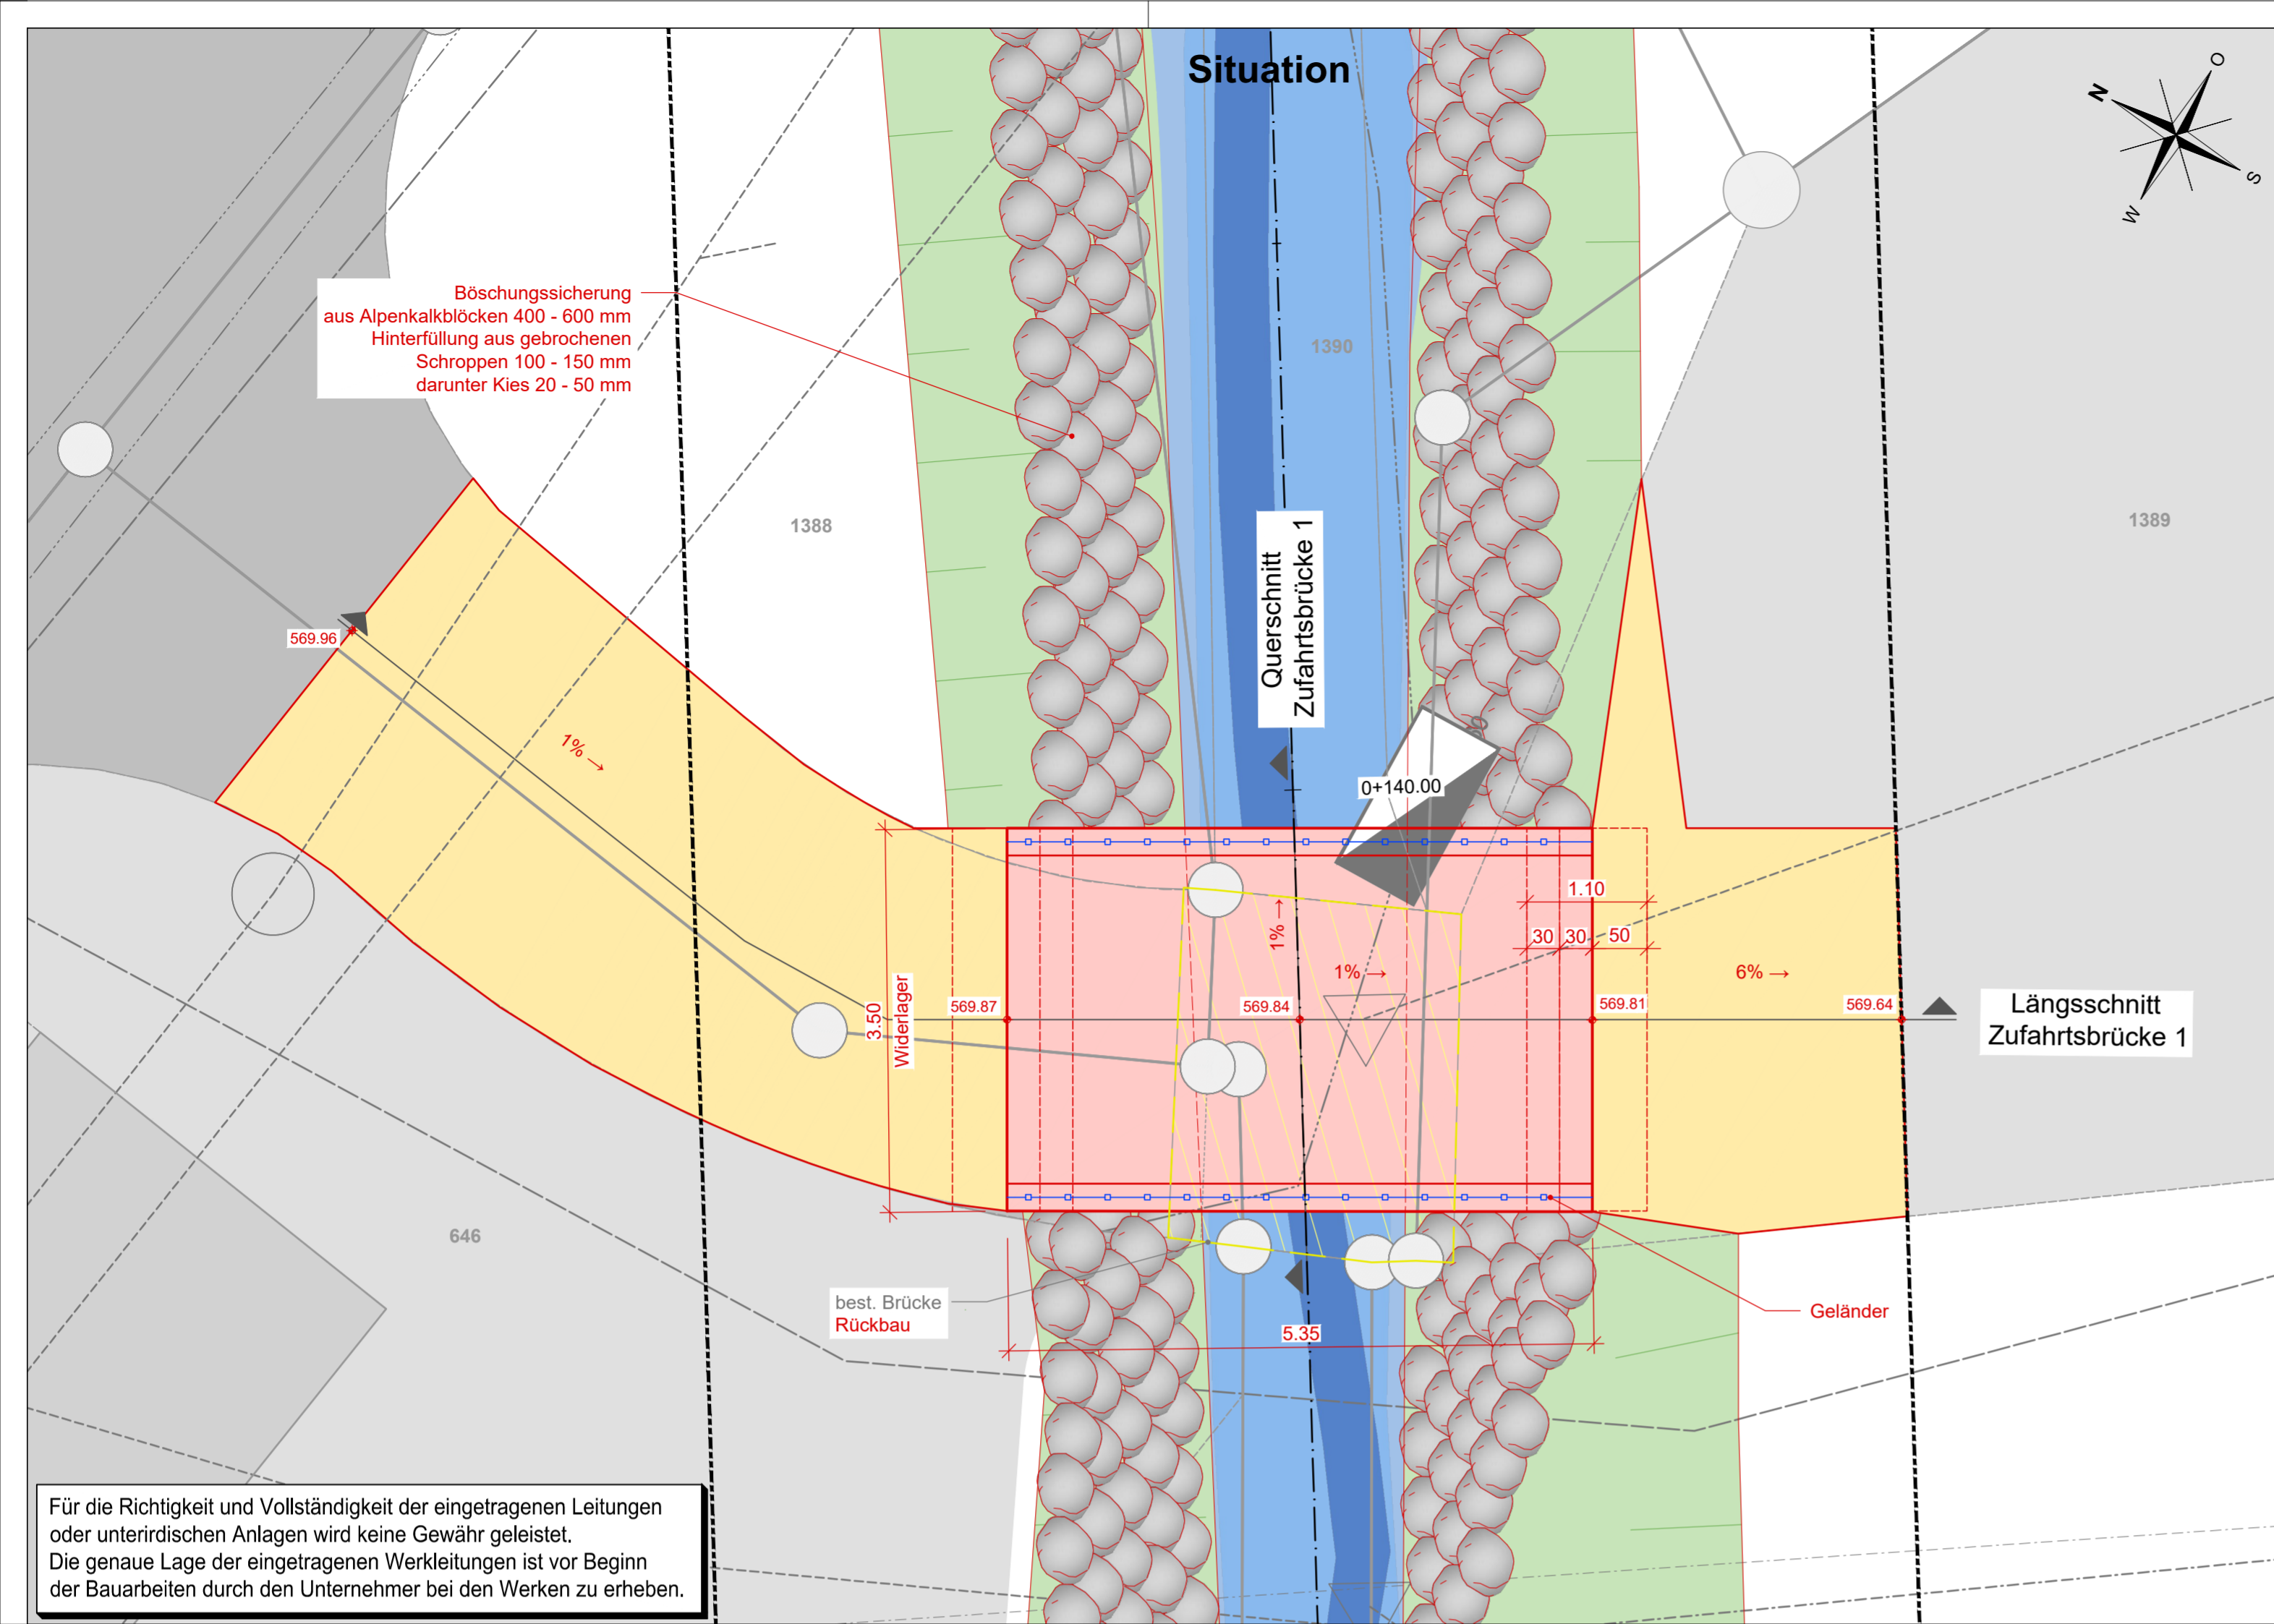 Situation
O
N
S
W
Böschungssicherung
aus Alpenkalkblöcken 400 - 600 mm
Hinterfüllung aus gebrochenen
Schroppen 100 - 150 mm
darunter Kies 20 - 50 mm
1390
1388
1389
Querschnitt
Zufahrtsbrücke 1
569.96
1% →
0+140.00
1.10
30 30 50
1% →
1% →
6% →
3.50
Widerlager
569.87
569.84
569.81
569.64
Längsschnitt
Zufahrtsbrücke 1
646
best. Brücke
Rückbau
5.35
Geländer
Für die Richtigkeit und Vollständigkeit der eingetragenen Leitungen
oder unterirdischen Anlagen wird keine Gewähr geleistet.
Die genaue Lage der eingetragenen Werkleitungen ist vor Beginn
der Bauarbeiten durch den Unternehmer bei den Werken zu erheben.